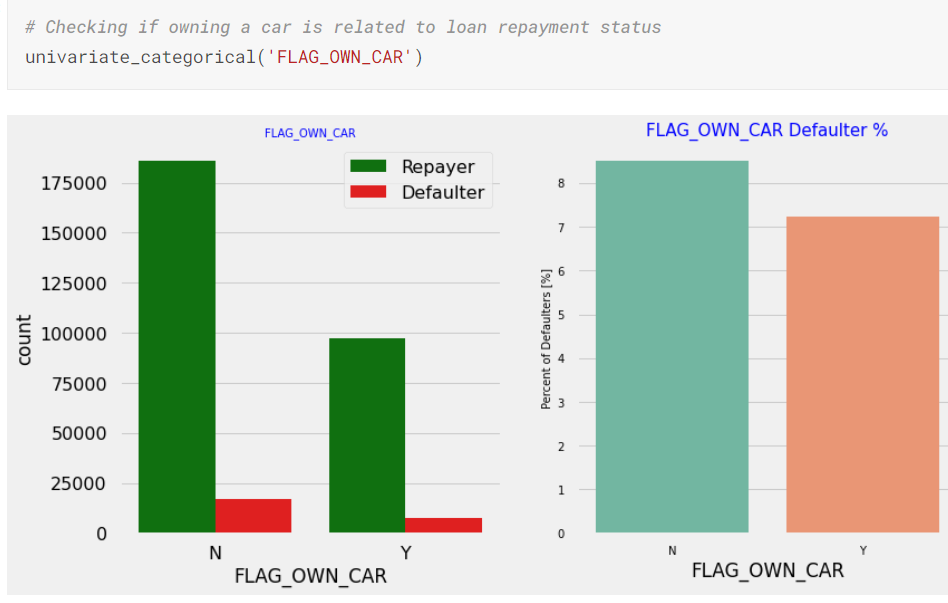 # Checking if owning a car is related to loan repayment status
univariate_categorical('FLAG_OWN_CAR')
FLAG_OWN_CAR
Repayer
Defaulter
175000
150000
125000
100000
75000
50000
25000
0
count
N
Y
FLAG_OWN_CAR
FLAG_OWN_CAR Defaulter %
8
7
6
5
4
3
2
1
0
Percent of Defaulters [%]
N
Y
FLAG_OWN_CAR